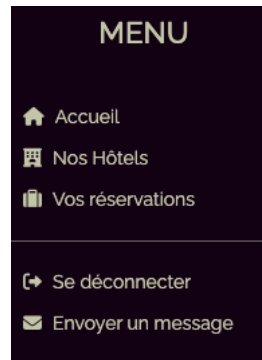 MENU
Accueil
Nos Hôtels
Vos réservations
Se déconnecter
Envoyer un message